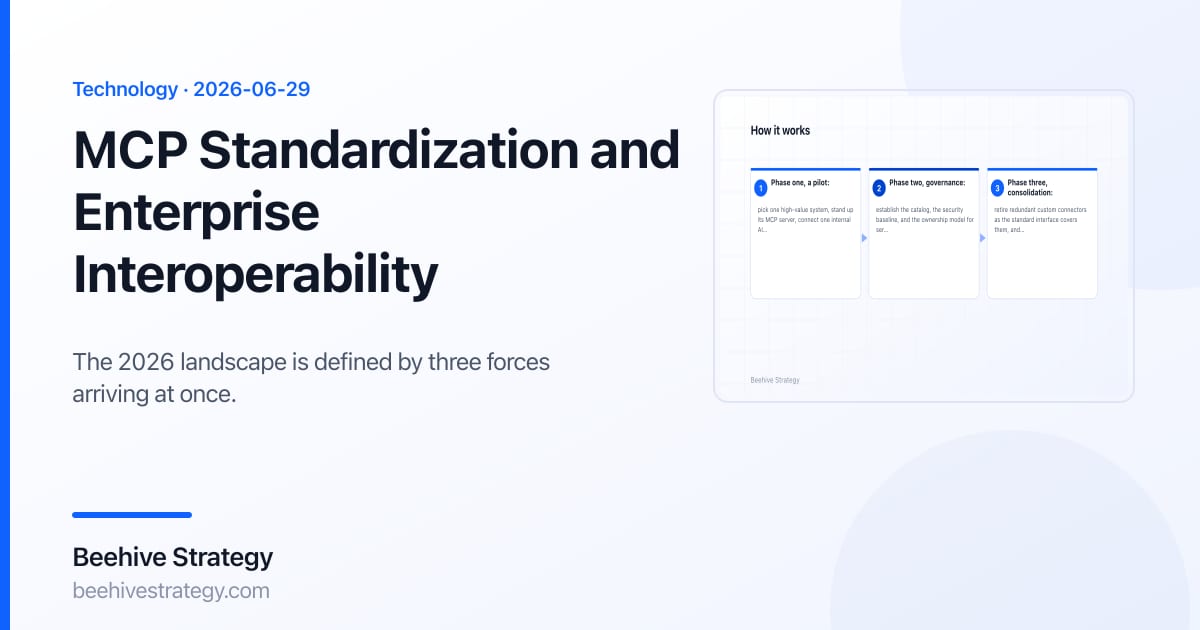 Technology · 2026-06-29
MCP Standardization and
Enterprise
Interoperability
The 2026 landscape is defined by three forces
arriving at once.
Beehive Strategy
beehivestrategy.com
How it works
1
Phase one, a pilot:
pick one high-value system, stand up
its MCP server, connect one internal
AI...
2
Phase two, governance:
establish the catalog, the security
baseline, and the ownership model for
ser...
3
Phase three,
consolidation:
retire redundant custom connectors
as the standard interface covers
them, and...
Beehive Strategy